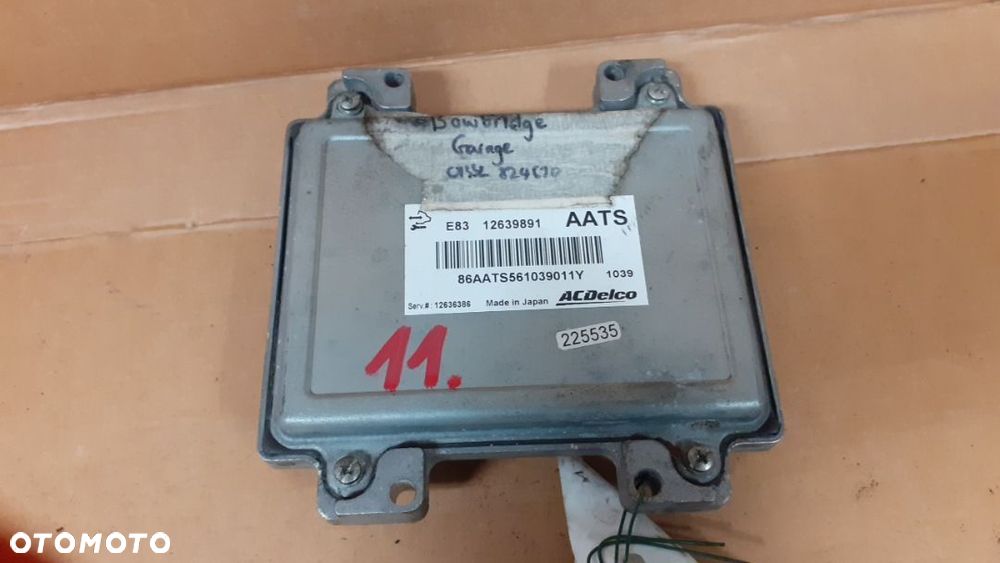 Bowbridge
Garage
E83 12639891 AATS
86AATS561039011Y 1039
Serv.#: 12636386 Made in Japan ACDelco
225535
11.
OTOMOTO